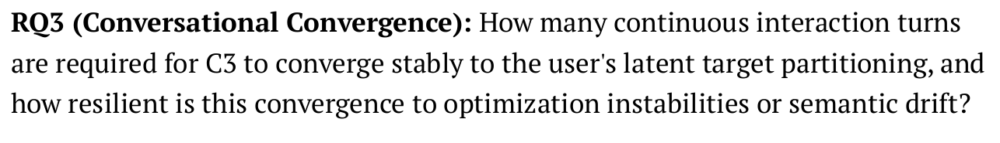 RQ3 (Conversational Convergence): How many continuous interaction turns
are required for C3 to converge stably to the user's latent target partitioning, and
how resilient is this convergence to optimization instabilities or semantic drift?